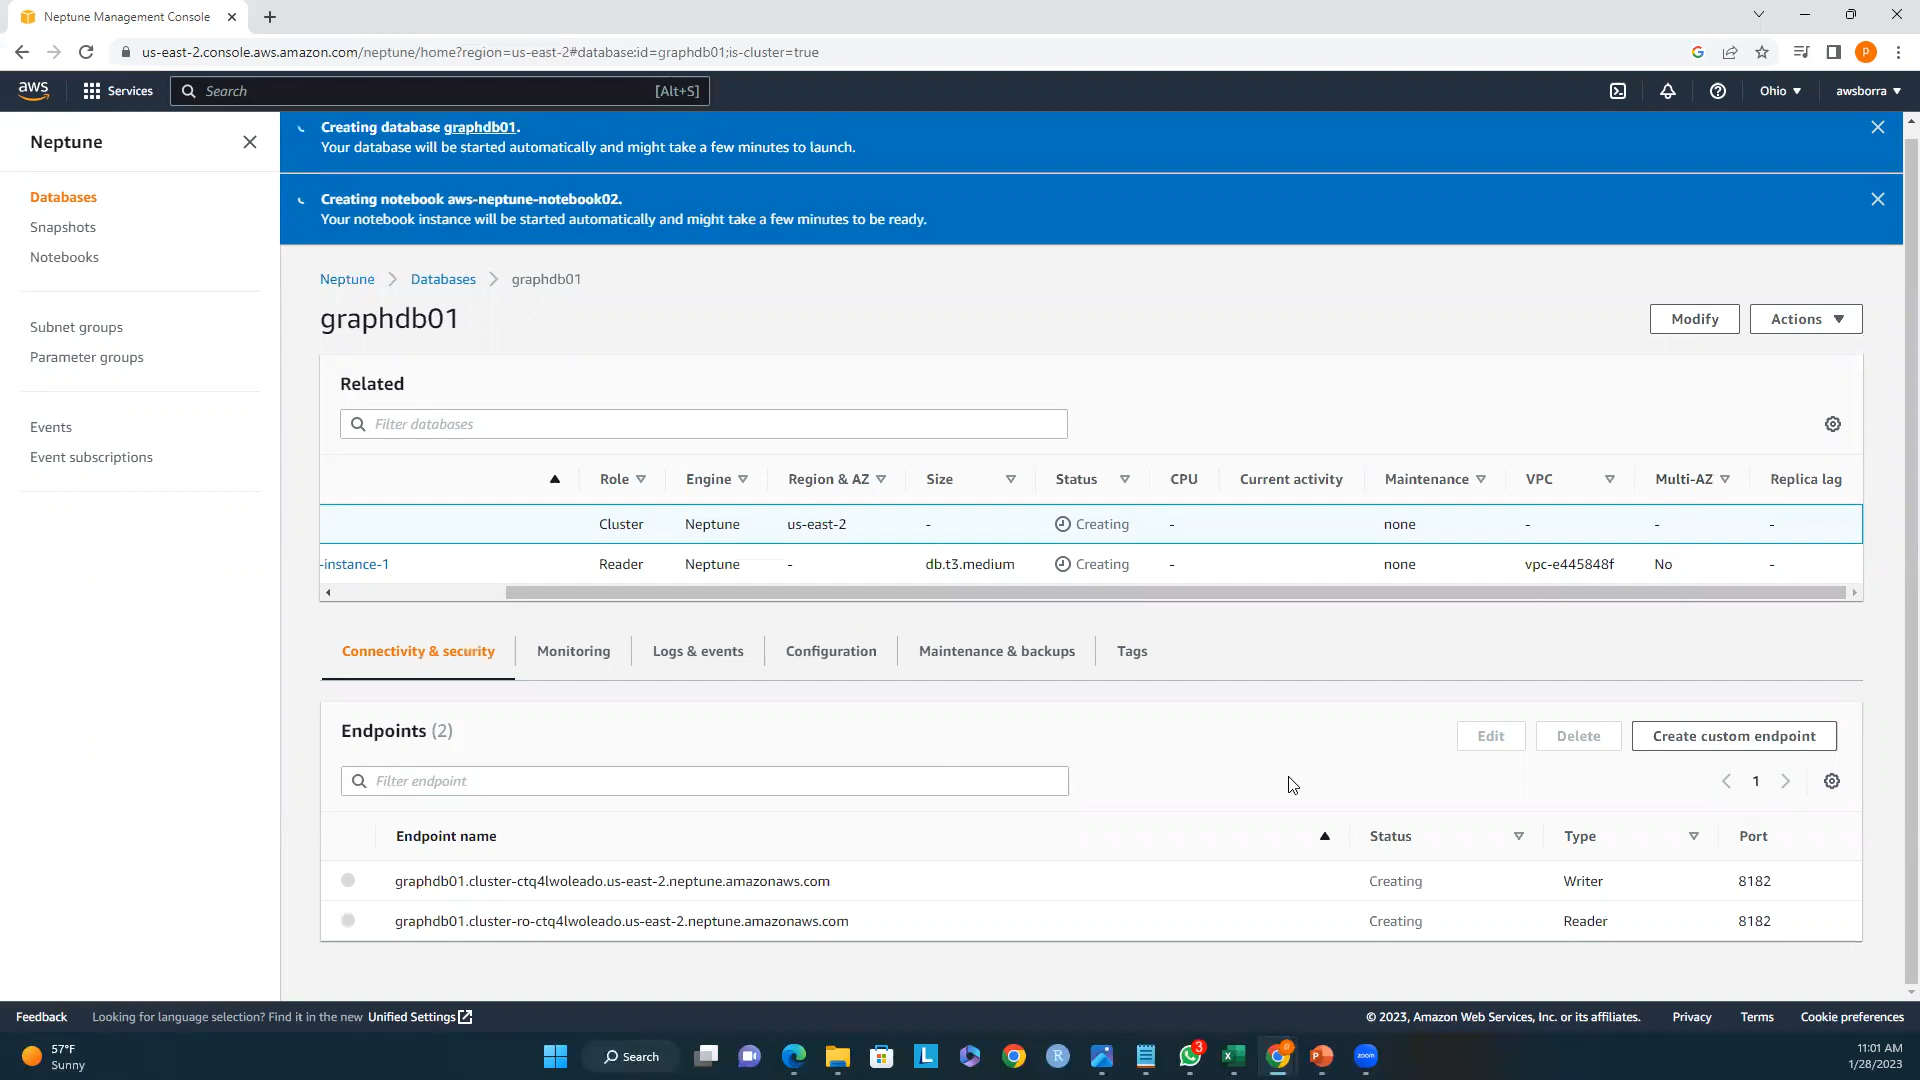 Neptune Management Console
us-east-2.console.aws.amazon.com/neptune/home?region=us-east-2#database:id=graphdb01;is-cluster=true
P
aws
Services
Search
[Alt+S]
Ohio
awsborra
Neptune
Databases
Snapshots
Notebooks
Subnet groups
Parameter groups
Events
Event subscriptions
Creating database graphdb01.
Your database will be started automatically and might take a few minutes to launch.
Creating notebook aws-neptune-notebook02.
Your notebook instance will be started automatically and might take a few minutes to be ready.
Neptune > Databases > graphdb01
graphdb01
Modify
Actions
Related
Filter databases
Role Engine Region & AZ Size Status CPU Current activity Maintenance VPC Multi-AZ Replica lag
Cluster Neptune us-east-2 - Creating - none - - -
-instance-1 Reader Neptune - db.t3.medium Creating - none vpc-e445848f No -
Connectivity & security
Monitoring
Logs & events
Configuration
Maintenance & backups
Tags
Endpoints (2)
Edit
Delete
Create custom endpoint
Filter endpoint
1
Endpoint name Status Type Port
graphdb01.cluster-ctq4lwoleado.us-east-2.neptune.amazonaws.com Creating Writer 8182
graphdb01.cluster-ro-ctq4lwoleado.us-east-2.neptune.amazonaws.com Creating Reader 8182
Feedback
Looking for language selection? Find it in the new Unified Settings
© 2023, Amazon Web Services, Inc. or its affiliates.
Privacy
Terms
Cookie preferences
57°F
Sunny
Search
L
R
3
X
P
zoom
11:01 AM
1/28/2023